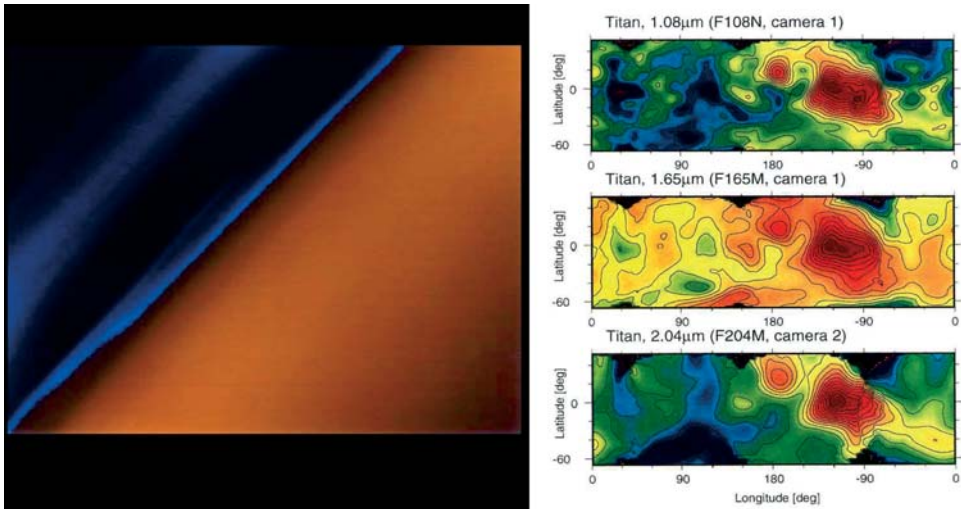 Titan, 1.08μm (F108N, camera 1)
Latitude [deg]
0
-60
0 90 180 -90 0
Titan, 1.65μm (F165M, camera 1)
Latitude [deg]
0
-60
0 90 180 -90 0
Titan, 2.04μm (F204M, camera 2)
Latitude [deg]
0
-60
0 90 180 -90 0
Longitude [deg]